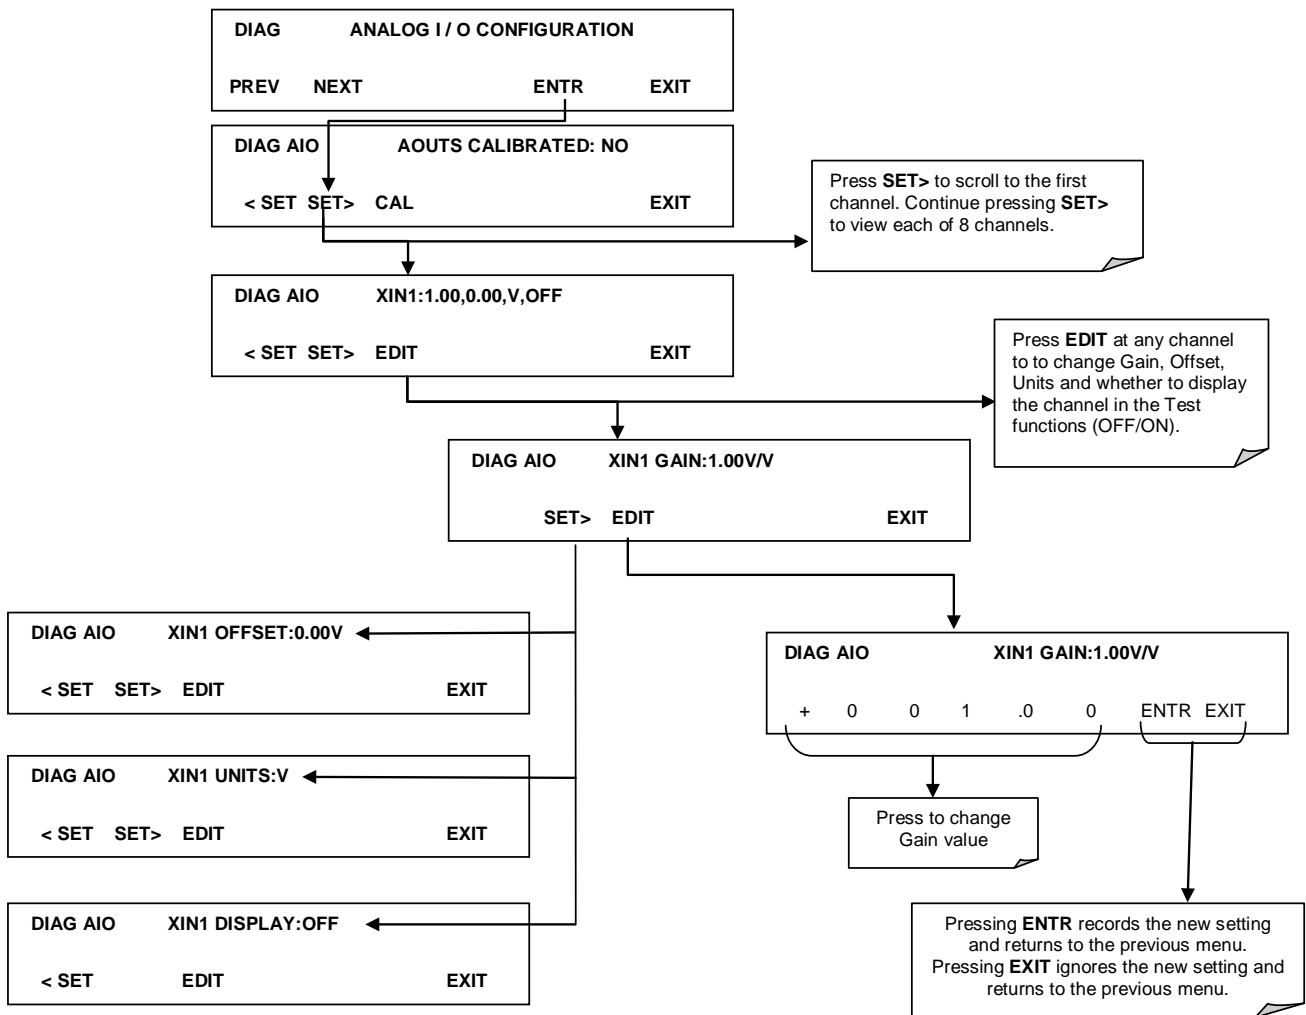 DIAG ANALOG I / O CONFIGURATION
PREV NEXT ENTR EXIT
DIAG AIO AOUTS CALIBRATED: NO
< SET SET> CAL EXIT
Press SET> to scroll to the first
channel. Continue pressing SET>
to view each of 8 channels.
DIAG AIO XIN1:1.00,0.00,V,OFF
< SET SET> EDIT EXIT
Press EDIT at any channel
to to change Gain, Offset,
Units and whether to display
the channel in the Test
functions (OFF/ON).
DIAG AIO XIN1 GAIN:1.00V/V
SET> EDIT EXIT
DIAG AIO XIN1 OFFSET:0.00V
< SET SET> EDIT EXIT
DIAG AIO XIN1 GAIN:1.00V/V
+ 0 0 1 .0 0 ENTR EXIT
DIAG AIO XIN1 UNITS:V
< SET SET> EDIT EXIT
Press to change
Gain value
DIAG AIO XIN1 DISPLAY:OFF
< SET EDIT EXIT
Pressing ENTR records the new setting
and returns to the previous menu.
Pressing EXIT ignores the new setting and
returns to the previous menu.